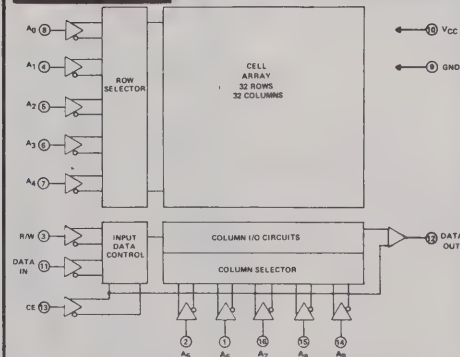 A0 8
A1 4
A2 5
A3 6
A4 7
ROW
SELECTOR
CELL
ARRAY
32 ROWS
32 COLUMNS
10 VCC
9 GND
R/W 3
DATA
IN 11
CE 13
INPUT
DATA
CONTROL
COLUMN I/O CIRCUITS
COLUMN SELECTOR
12 DATA
OUT
2 1 16 15 14
A5 A6 A7 A8 A9